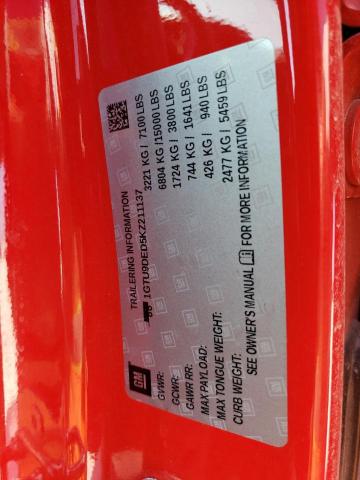 GM
TRAILERING INFORMATION
1GTU9DED5KZ211137
GVWR: 3221 KG / 7100 LBS
GCWR: 6804 KG / 15000 LBS
GAWR RR: 1724 KG / 3800 LBS
MAX PAYLOAD: 744 KG / 1641 LBS
MAX TONGUE WEIGHT: 426 KG / 940 LBS
CURB WEIGHT: 2477 KG / 5459 LBS
SEE OWNER'S MANUAL FOR MORE INFORMATION